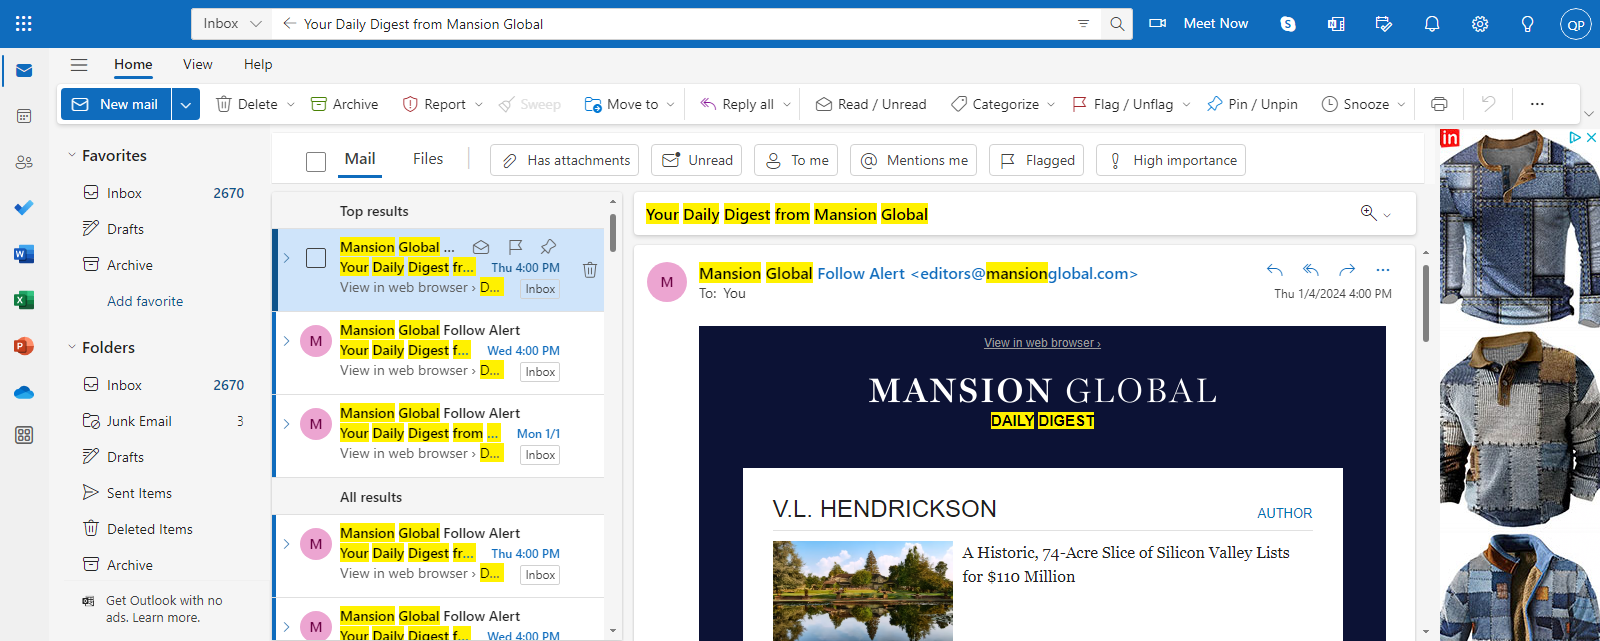 Inbox
Your Daily Digest from Mansion Global
Meet Now
QP
Home View Help
New mail
Delete
Archive
Report
Sweep
Move to
Reply all
Read / Unread
Categorize
Flag / Unflag
Pin / Unpin
Snooze
Favorites
Inbox 2670
Drafts
Archive
Add favorite
Folders
Inbox 2670
Junk Email 3
Drafts
Sent Items
Deleted Items
Archive
Get Outlook with no
ads. Learn more.
Mail Files
Has attachments
Unread
To me
Mentions me
Flagged
High importance
Top results
Mansion Global ...
Your Daily Digest fr... Thu 4:00 PM
View in web browser › D... Inbox
M
Mansion Global Follow Alert
Your Daily Digest f... Wed 4:00 PM
View in web browser › D... Inbox
M
Mansion Global Follow Alert
Your Daily Digest from ... Mon 1/1
View in web browser › D... Inbox
All results
M
Mansion Global Follow Alert
Your Daily Digest fr... Thu 4:00 PM
View in web browser › D... Inbox
M
Mansion Global Follow Alert
Your Daily Digest f... Wed 4:00 PM
Your Daily Digest from Mansion Global
M
Mansion Global Follow Alert <editors@mansionglobal.com>
To: You
Thu 1/4/2024 4:00 PM
View in web browser ›
MANSION GLOBAL
DAILY DIGEST
V.L. HENDRICKSON
AUTHOR
A Historic, 74-Acre Slice of Silicon Valley Lists
for $110 Million
in